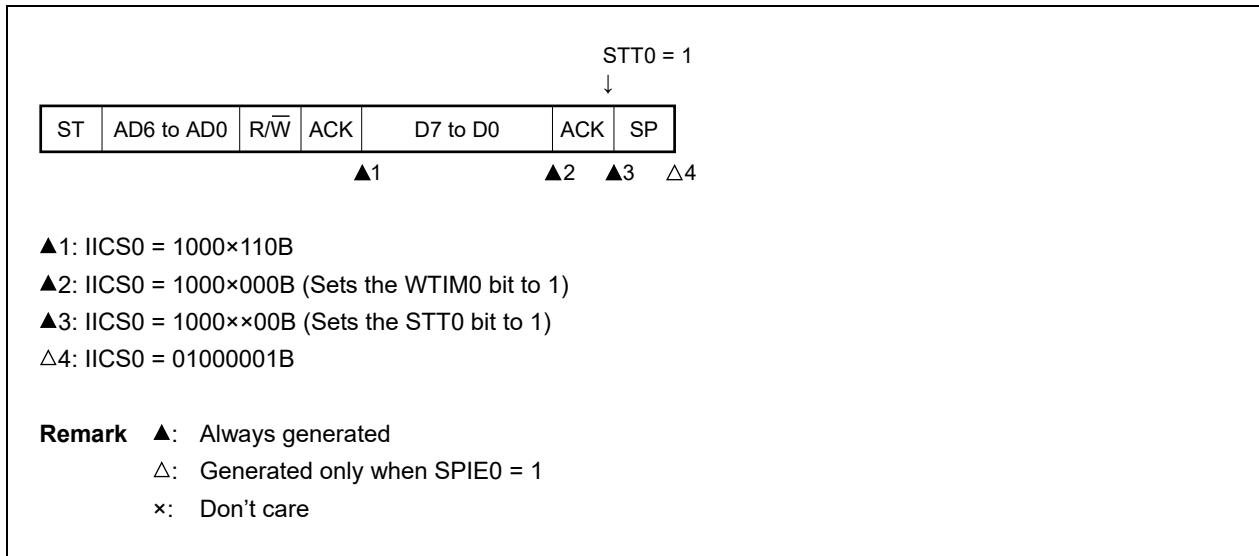 STT0 = 1
↓
ST AD6 to AD0 R/W̅ ACK D7 to D0 ACK SP
▲1 ▲2 ▲3 △4
▲1: IICS0 = 1000×110B
▲2: IICS0 = 1000×000B (Sets the WTIM0 bit to 1)
▲3: IICS0 = 1000××00B (Sets the STT0 bit to 1)
△4: IICS0 = 01000001B
Remark ▲: Always generated
△: Generated only when SPIE0 = 1
×: Don’t care